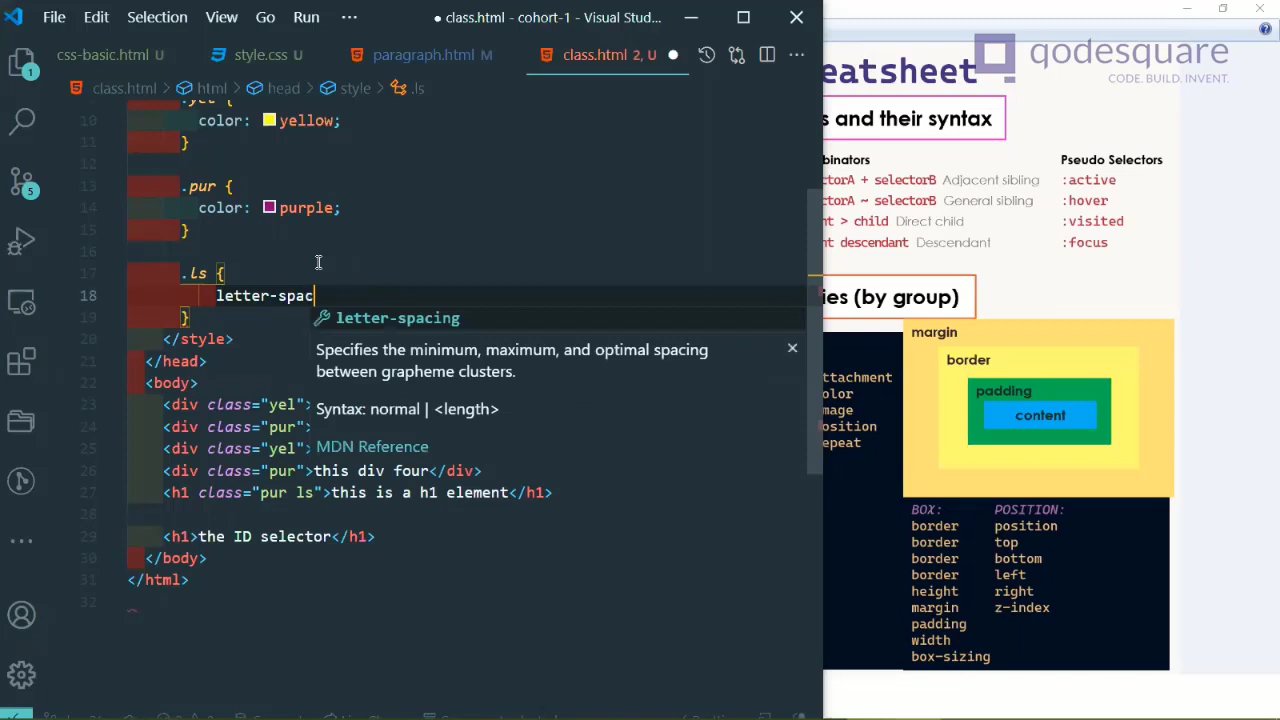 File Edit Selection View Go Run ··· ● class.html - cohort-1 - Visual Stud...
css-basic.html U style.css U paragraph.html M class.html 2, U
class.html > html > head > style > .ls
.yel {
10 color: yellow;
11 }
12
13 .pur {
14 color: purple;
15 }
16
17 .ls {
18 letter-spac
19 }
20 </style>
21 </head>
22 <body>
23 <div class="yel">
24 <div class="pur">
25 <div class="yel">
26 <div class="pur">this div four</div>
27 <h1 class="pur ls">this is a h1 element</h1>
28
29 <h1>the ID selector</h1>
30 </body>
31 </html>
32
letter-spacing
Specifies the minimum, maximum, and optimal spacing
between grapheme clusters.
Syntax: normal | <length>
MDN Reference
1
5
qodesquare
CODE. BUILD. INVENT.
eatsheet
s and their syntax
binators
ctorA + selectorB Adjacent sibling
ctorA ~ selectorB General sibling
nt > child Direct child
nt descendant Descendant
Pseudo Selectors
:active
:hover
:visited
:focus
ies (by group)
ttachment
olor
mage
osition
epeat
margin
border
padding
content
BOX:
border
border
border
border
height
margin
padding
width
box-sizing
POSITION:
position
top
bottom
left
right
z-index